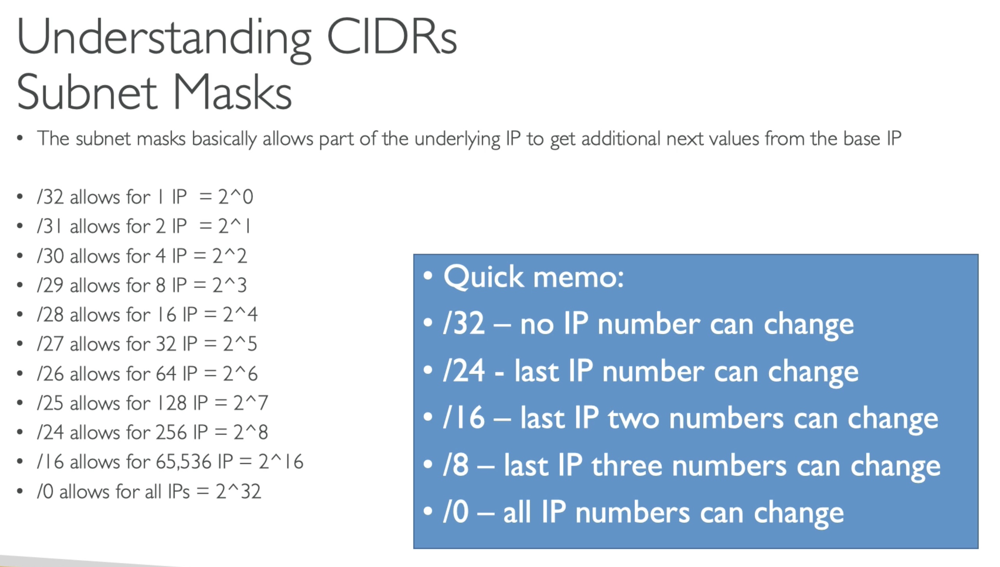 Understanding CIDRs
Subnet Masks
• The subnet masks basically allows part of the underlying IP to get additional next values from the base IP
• /32 allows for 1 IP = 2^0
• /31 allows for 2 IP = 2^1
• /30 allows for 4 IP = 2^2
• /29 allows for 8 IP = 2^3
• /28 allows for 16 IP = 2^4
• /27 allows for 32 IP = 2^5
• /26 allows for 64 IP = 2^6
• /25 allows for 128 IP = 2^7
• /24 allows for 256 IP = 2^8
• /16 allows for 65,536 IP = 2^16
• /0 allows for all IPs = 2^32
• Quick memo:
• /32 – no IP number can change
• /24 - last IP number can change
• /16 – last IP two numbers can change
• /8 – last IP three numbers can change
• /0 – all IP numbers can change